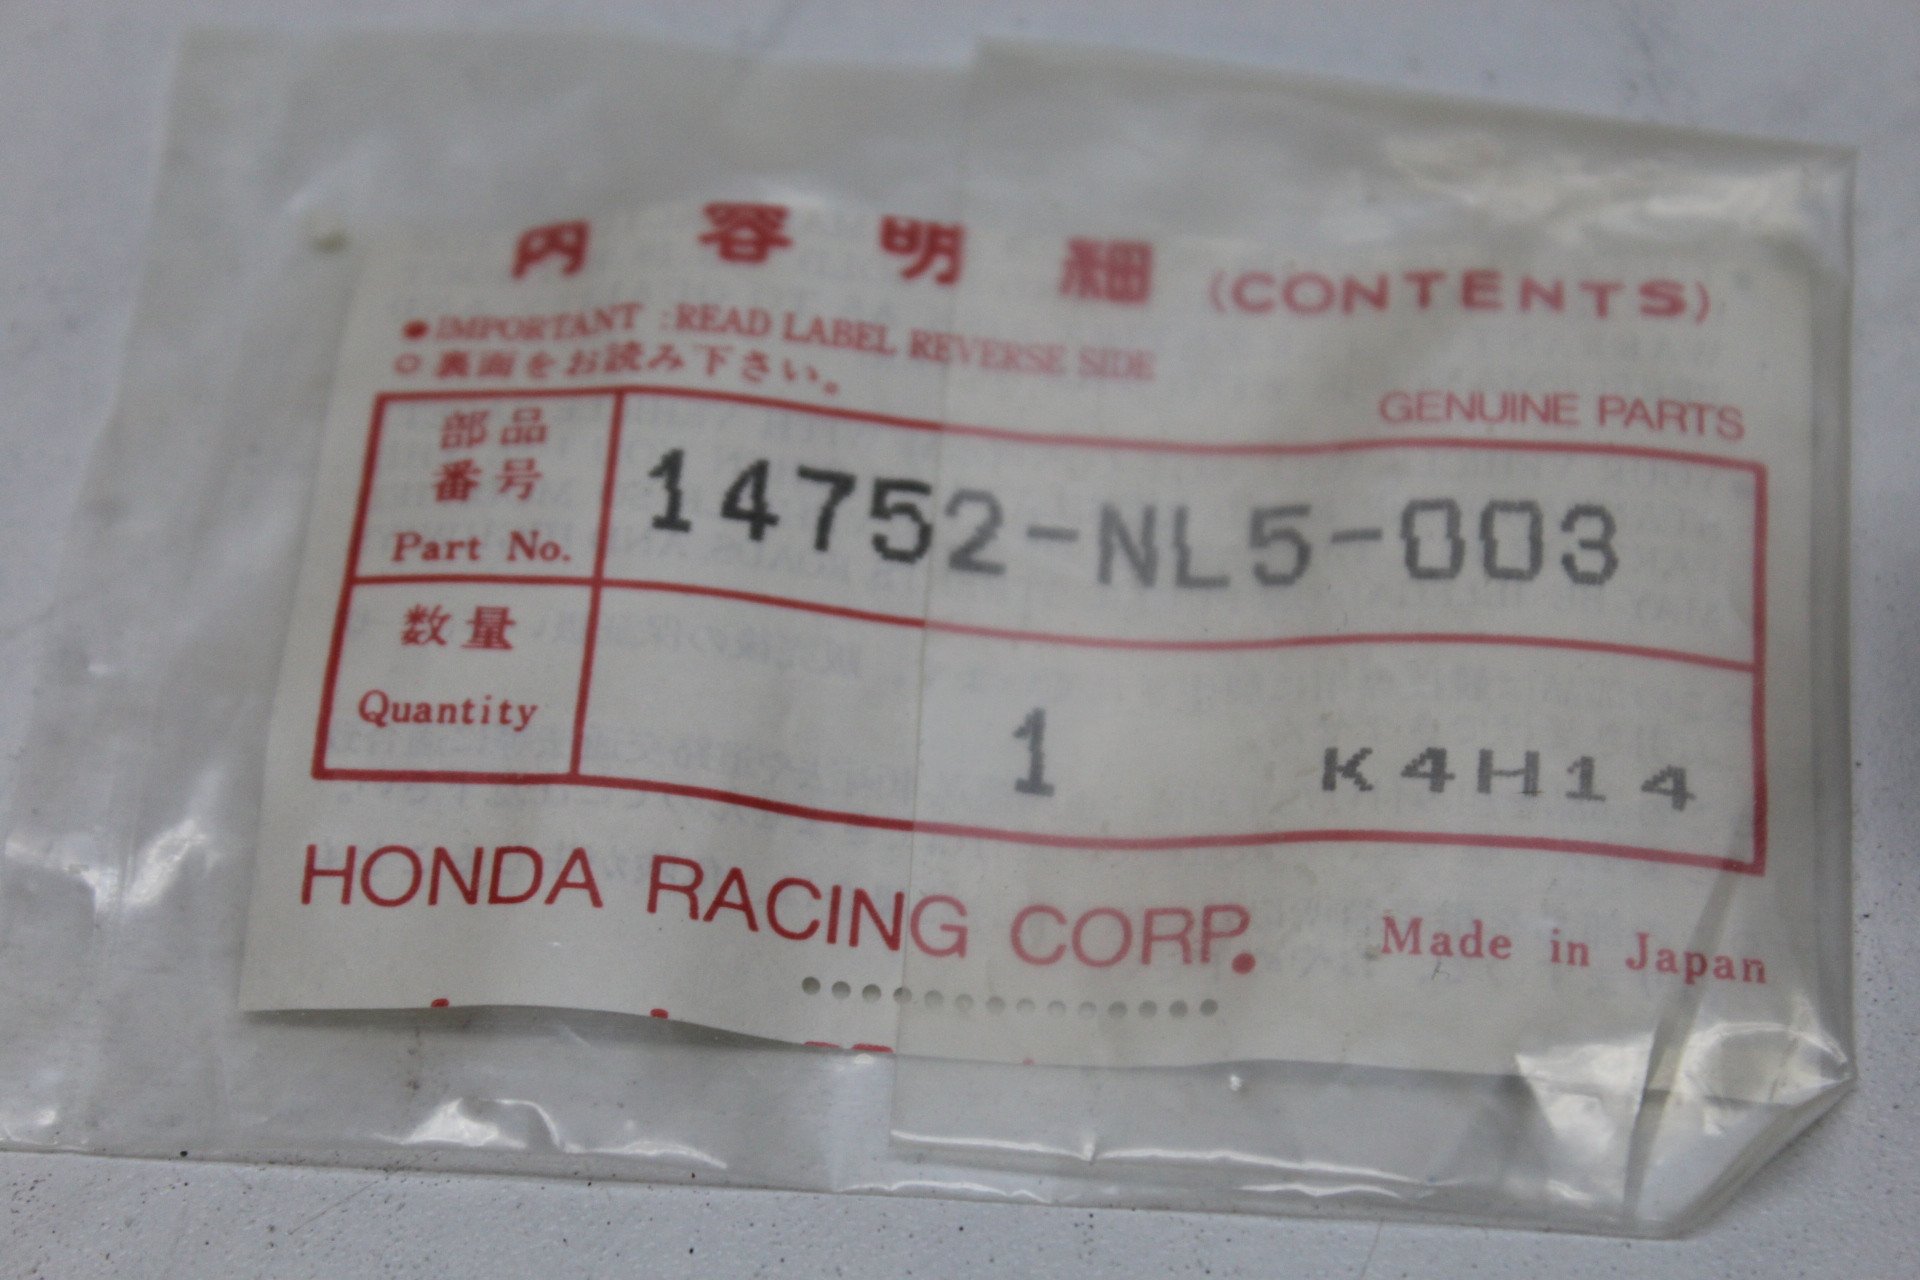 内容明細 (CONTENTS)
●IMPORTANT :READ LABEL REVERSE SIDE
○裏面をお読み下さい。
GENUINE PARTS
部品
番号
Part No.
14752-NL5-003
数量
Quantity
1 K4H14
HONDA RACING CORP.
Made in Japan